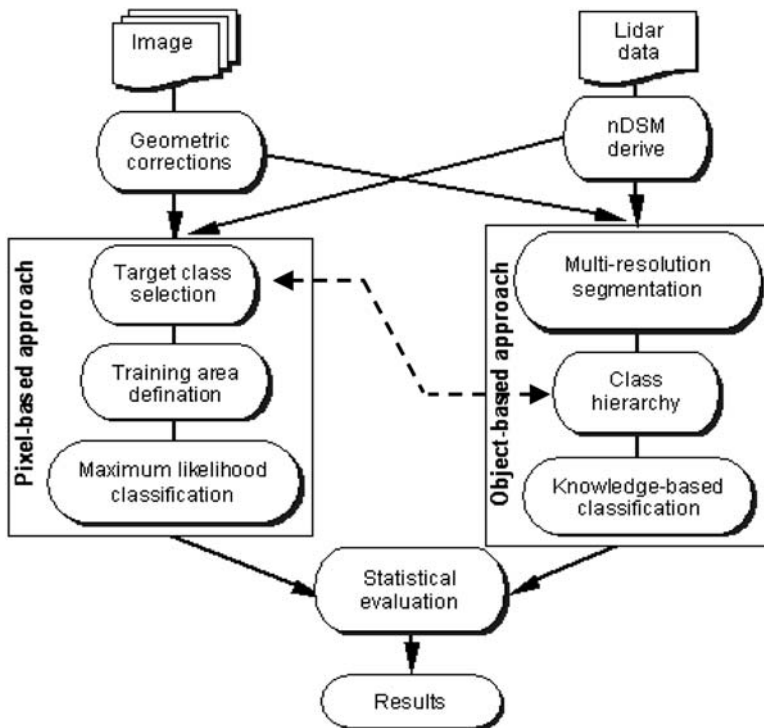 Image
Lidar
data
Geometric
corrections
nDSM
derive
Pixel-based approach
Target class
selection
Training area
defination
Maximum likelihood
classification
Object-based approach
Multi-resolution
segmentation
Class
hierarchy
Knowledge-based
classification
Statistical
evaluation
Results